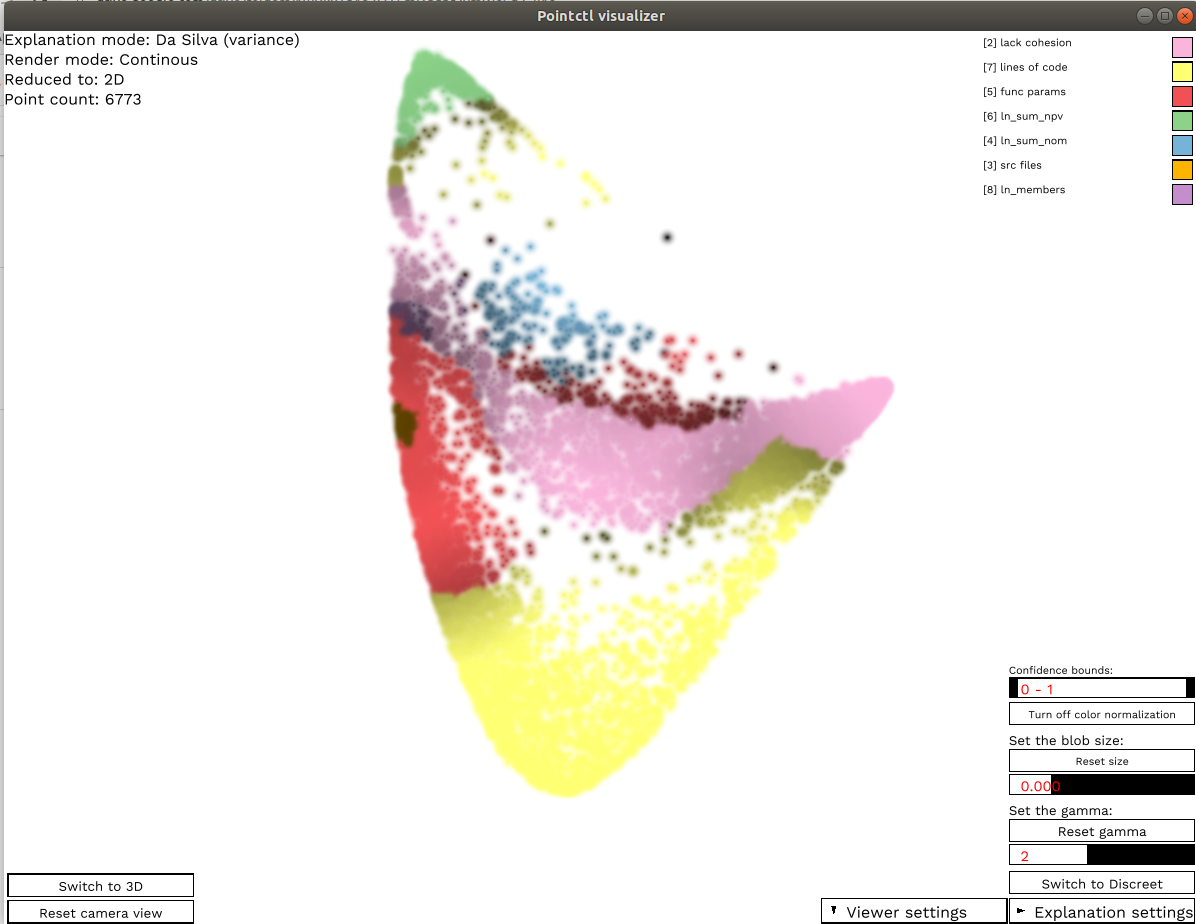 Pointctl visualizer
Explanation mode: Da Silva (variance)
Render mode: Continous
Reduced to: 2D
Point count: 6773
[2] lack cohesion
[7] lines of code
[5] func params
[6] ln_sum_npv
[4] ln_sum_nom
[3] src files
[8] ln_members
Confidence bounds:
0 - 1
Turn off color normalization
Set the blob size:
Reset size
0.000
Set the gamma:
Reset gamma
2
Switch to Discreet
Switch to 3D
Reset camera view
Viewer settings
Explanation settings